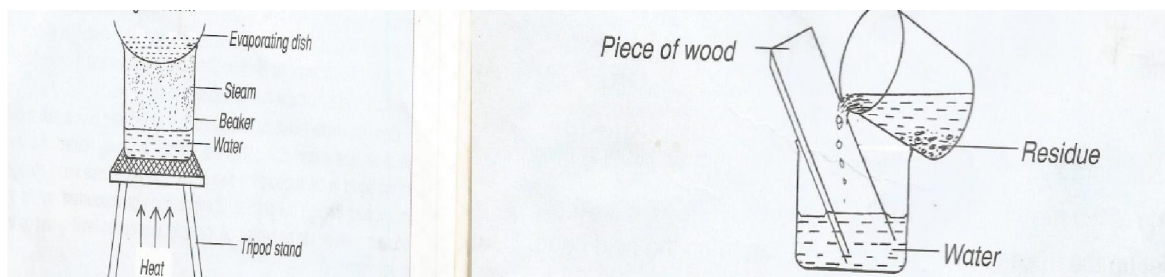 Evaporating dish
Steam
Beaker
Water
Tripod stand
Heat
Piece of wood
Residue
Water